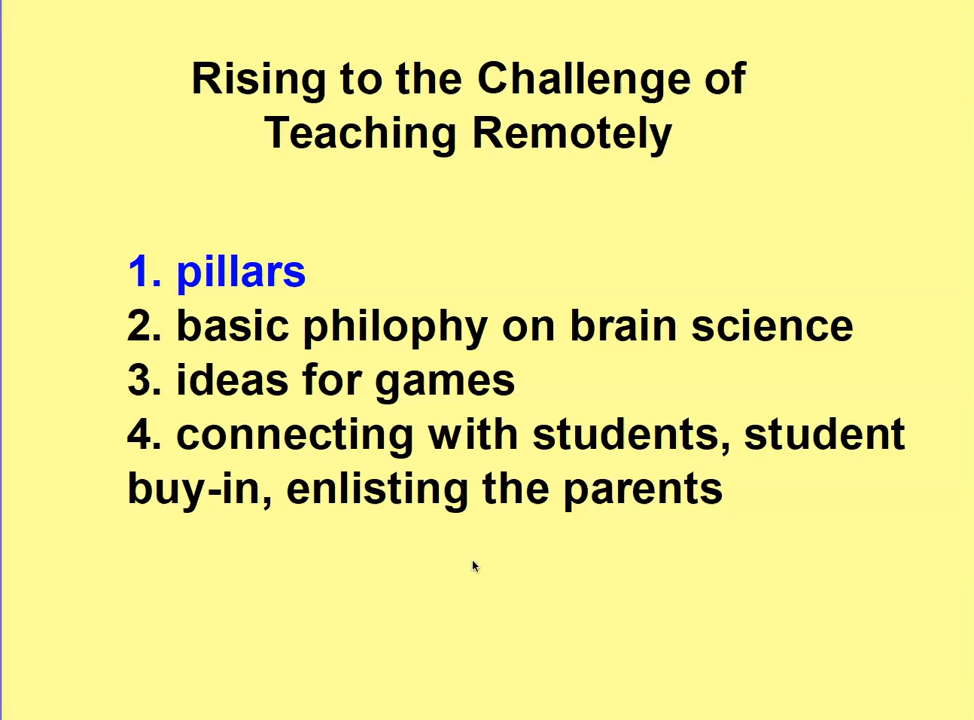 Rising to the Challenge of
Teaching Remotely
1. pillars
2. basic philophy on brain science
3. ideas for games
4. connecting with students, student
buy-in, enlisting the parents